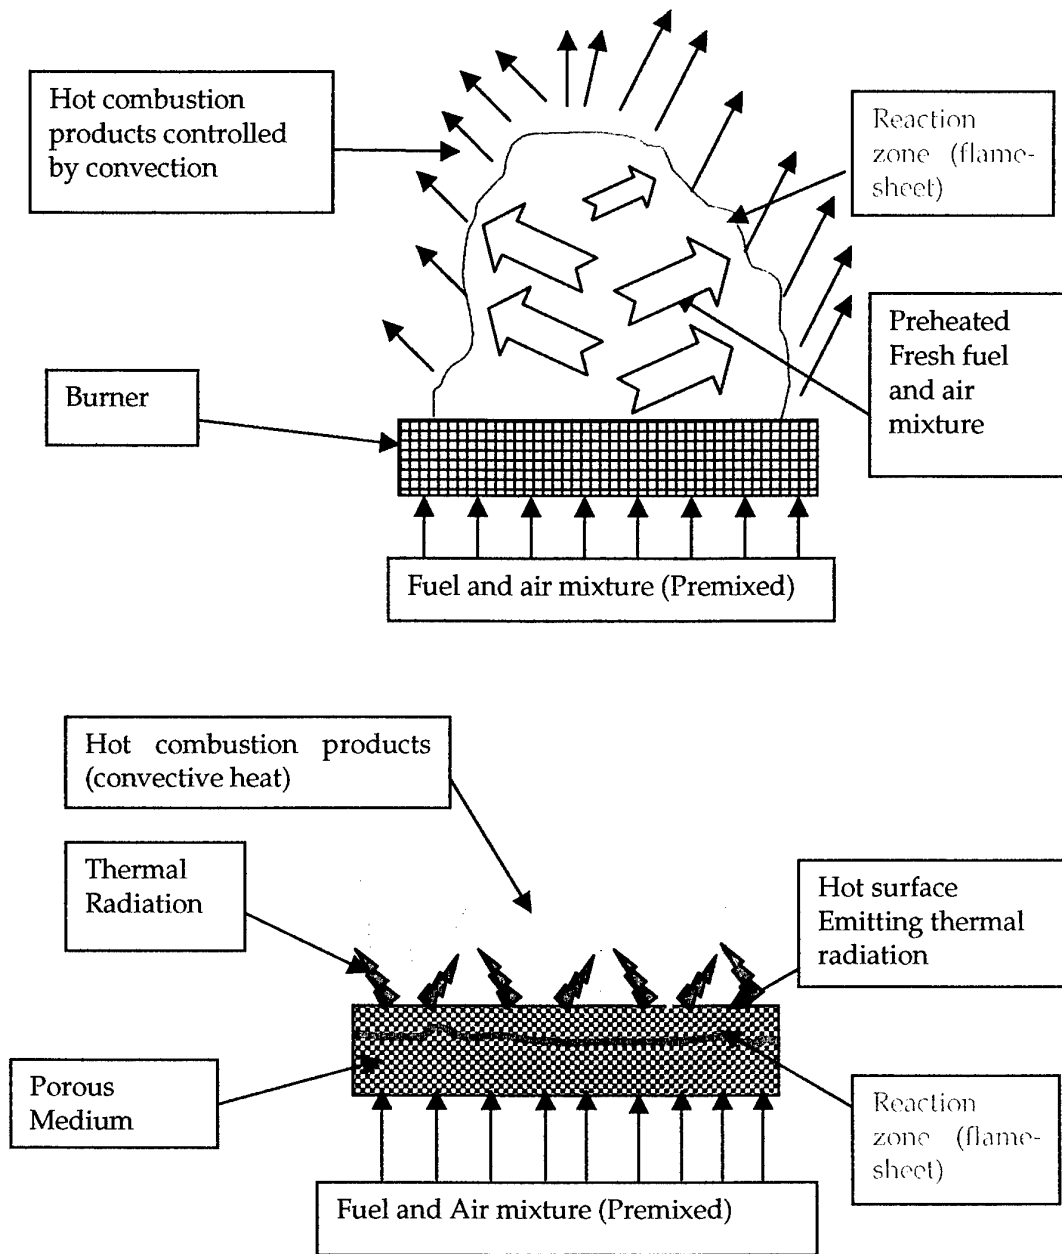 Hot combustion
products controlled
by convection
Reaction
zone (flame-
sheet)
Preheated
Fresh fuel
and air
mixture
Burner
Fuel and air mixture (Premixed)
Hot combustion products
(convective heat)
Thermal
Radiation
Hot surface
Emitting thermal
radiation
Porous
Medium
Reaction
zone (flame-
sheet)
Fuel and Air mixture (Premixed)